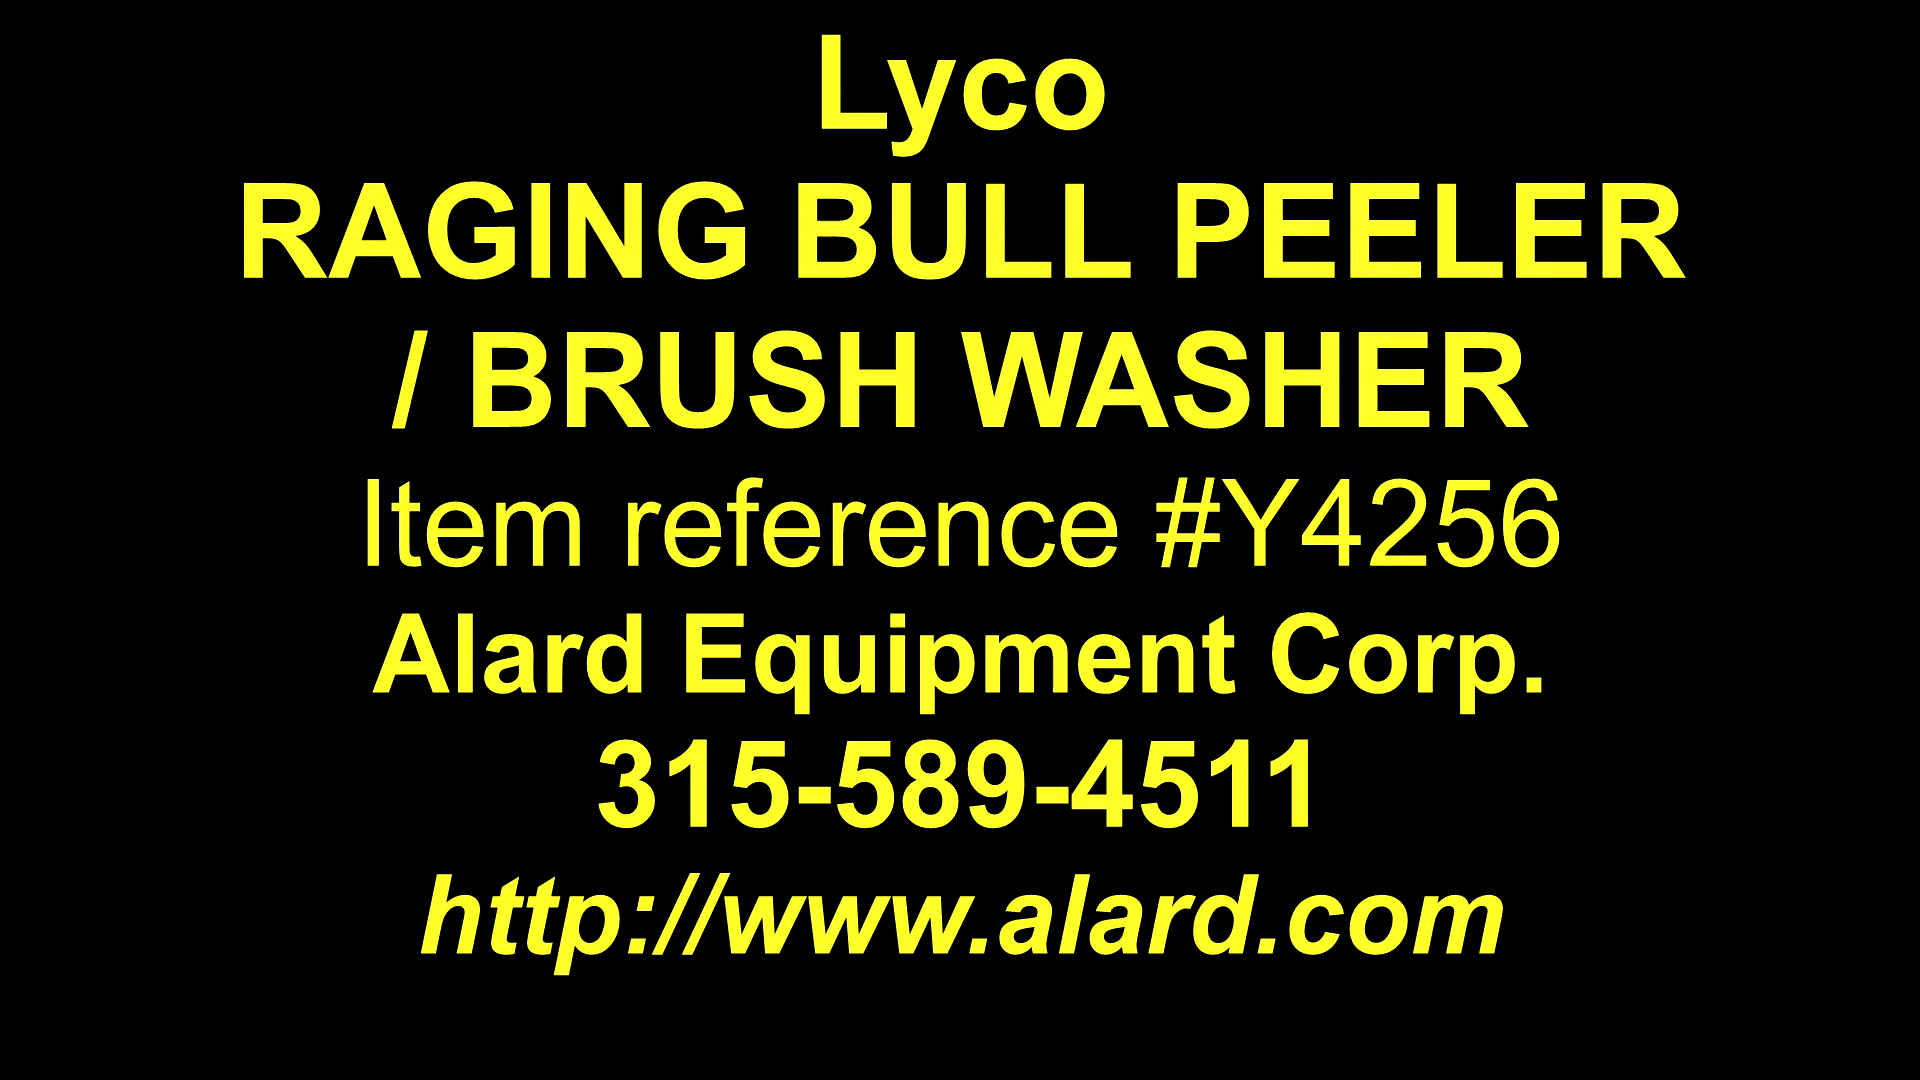 Lyco
RAGING BULL PEELER
/ BRUSH WASHER
Item reference #Y4256
Alard Equipment Corp.
315-589-4511
http://www.alard.com